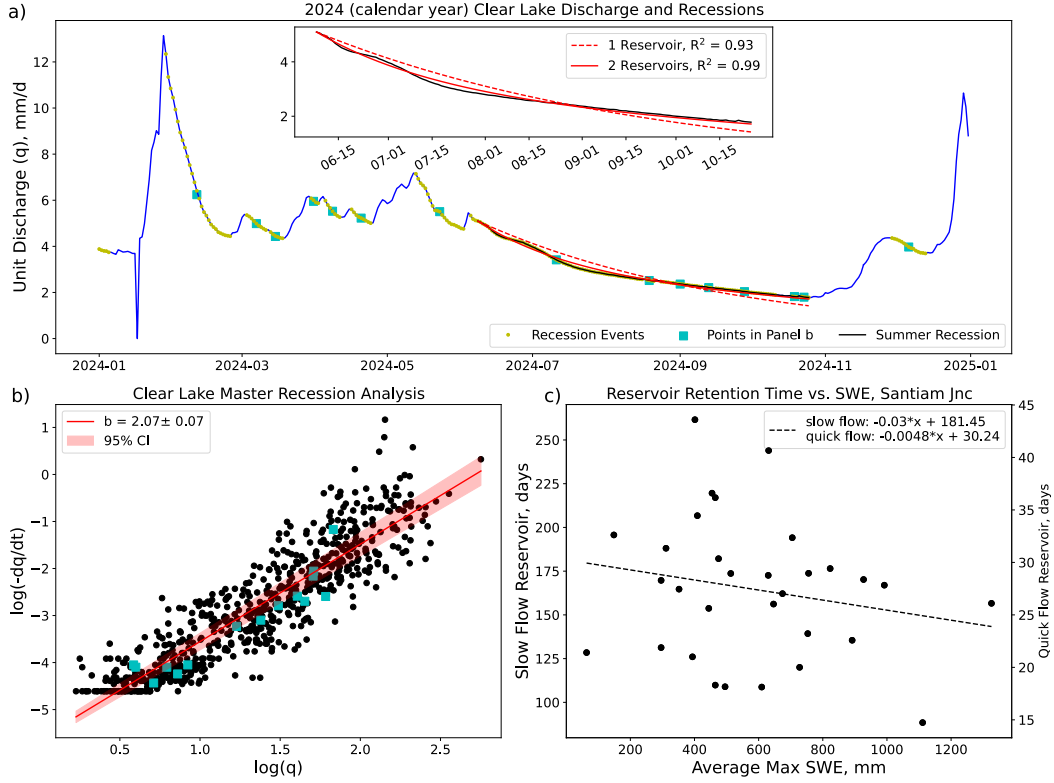 a)
2024 (calendar year) Clear Lake Discharge and Recessions
Unit Discharge (q), mm/d
12
10
8
6
4
2
0
4
2
1 Reservoir, R² = 0.93
2 Reservoirs, R² = 0.99
06-15
07-01
07-15
08-01
08-15
09-01
09-15
10-01
10-15
Recession Events
Points in Panel b
Summer Recession
2024-01
2024-03
2024-05
2024-07
2024-09
2024-11
2025-01
b)
Clear Lake Master Recession Analysis
b = 2.07± 0.07
95% CI
log(-dq/dt)
1
0
−1
−2
−3
−4
−5
0.5
1.0
1.5
2.0
2.5
log(q)
c)
Reservoir Retention Time vs. SWE, Santiam Jnc
slow flow: -0.03*x + 181.45
quick flow: -0.0048*x + 30.24
Slow Flow Reservoir, days
250
225
200
175
150
125
100
Quick Flow Reservoir, days
45
40
35
30
25
20
15
200
400
600
800
1000
1200
Average Max SWE, mm